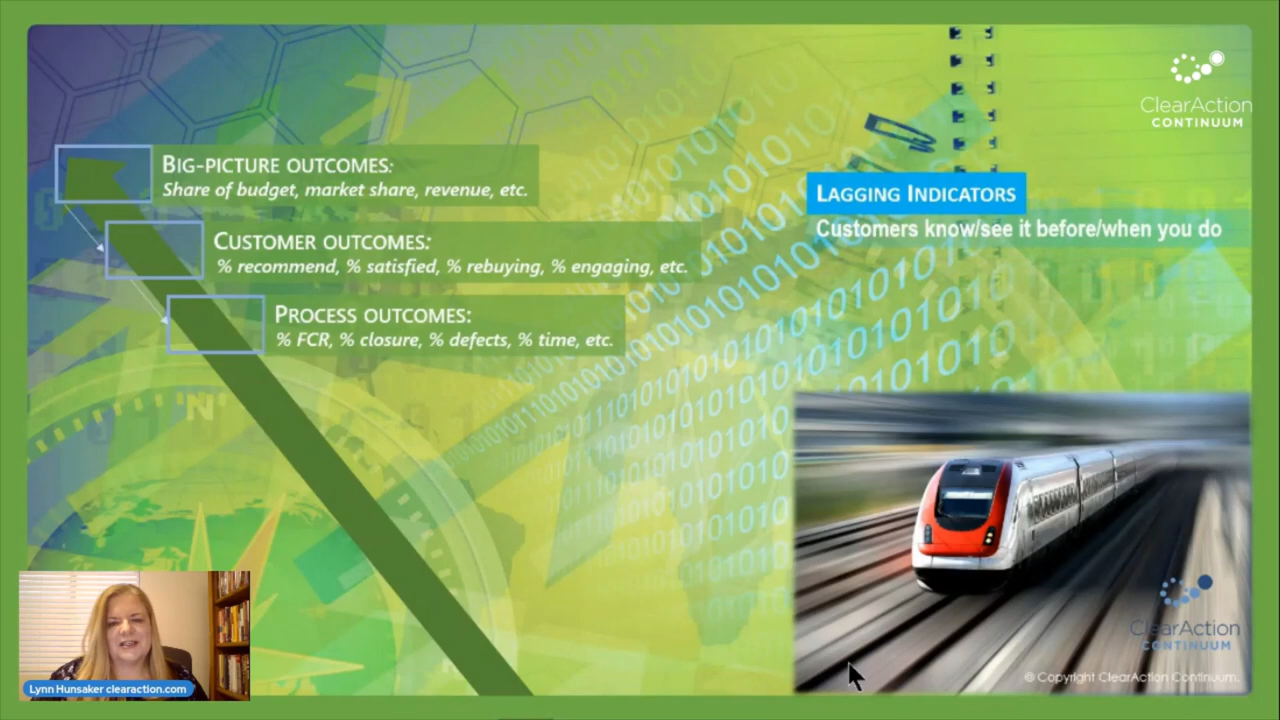 ClearAction
CONTINUUM
BIG-PICTURE OUTCOMES:
Share of budget, market share, revenue, etc.
LAGGING INDICATORS
Customers know/see it before/when you do
CUSTOMER OUTCOMES:
% recommend, % satisfied, % rebuying, % engaging, etc.
PROCESS OUTCOMES:
% FCR, % closure, % defects, % time, etc.
N
ClearAction
CONTINUUM
© Copyright ClearAction Continuum.
Lynn Hunsaker clearaction.com